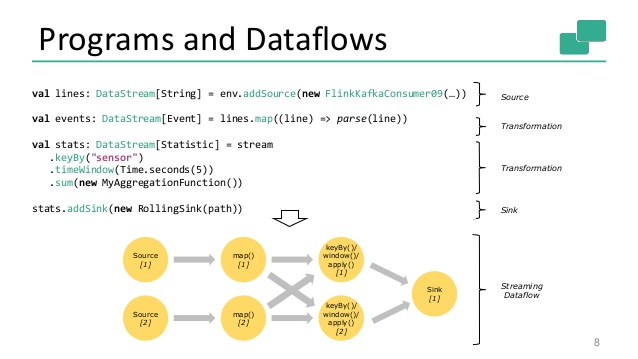 Programs and Dataflows
val lines: DataStream[String] = env.addSource(new FlinkKafkaConsumer09(…))
Source
val events: DataStream[Event] = lines.map((line) => parse(line))
Transformation
val stats: DataStream[Statistic] = stream
.keyBy("sensor")
.timeWindow(Time.seconds(5))
.sum(new MyAggregationFunction())
Transformation
stats.addSink(new RollingSink(path))
Sink
Source
[1]
map()
[1]
keyBy()/
window()/
apply()
[1]
Source
[2]
map()
[2]
keyBy()/
window()/
apply()
[2]
Sink
[1]
Streaming
Dataflow
8